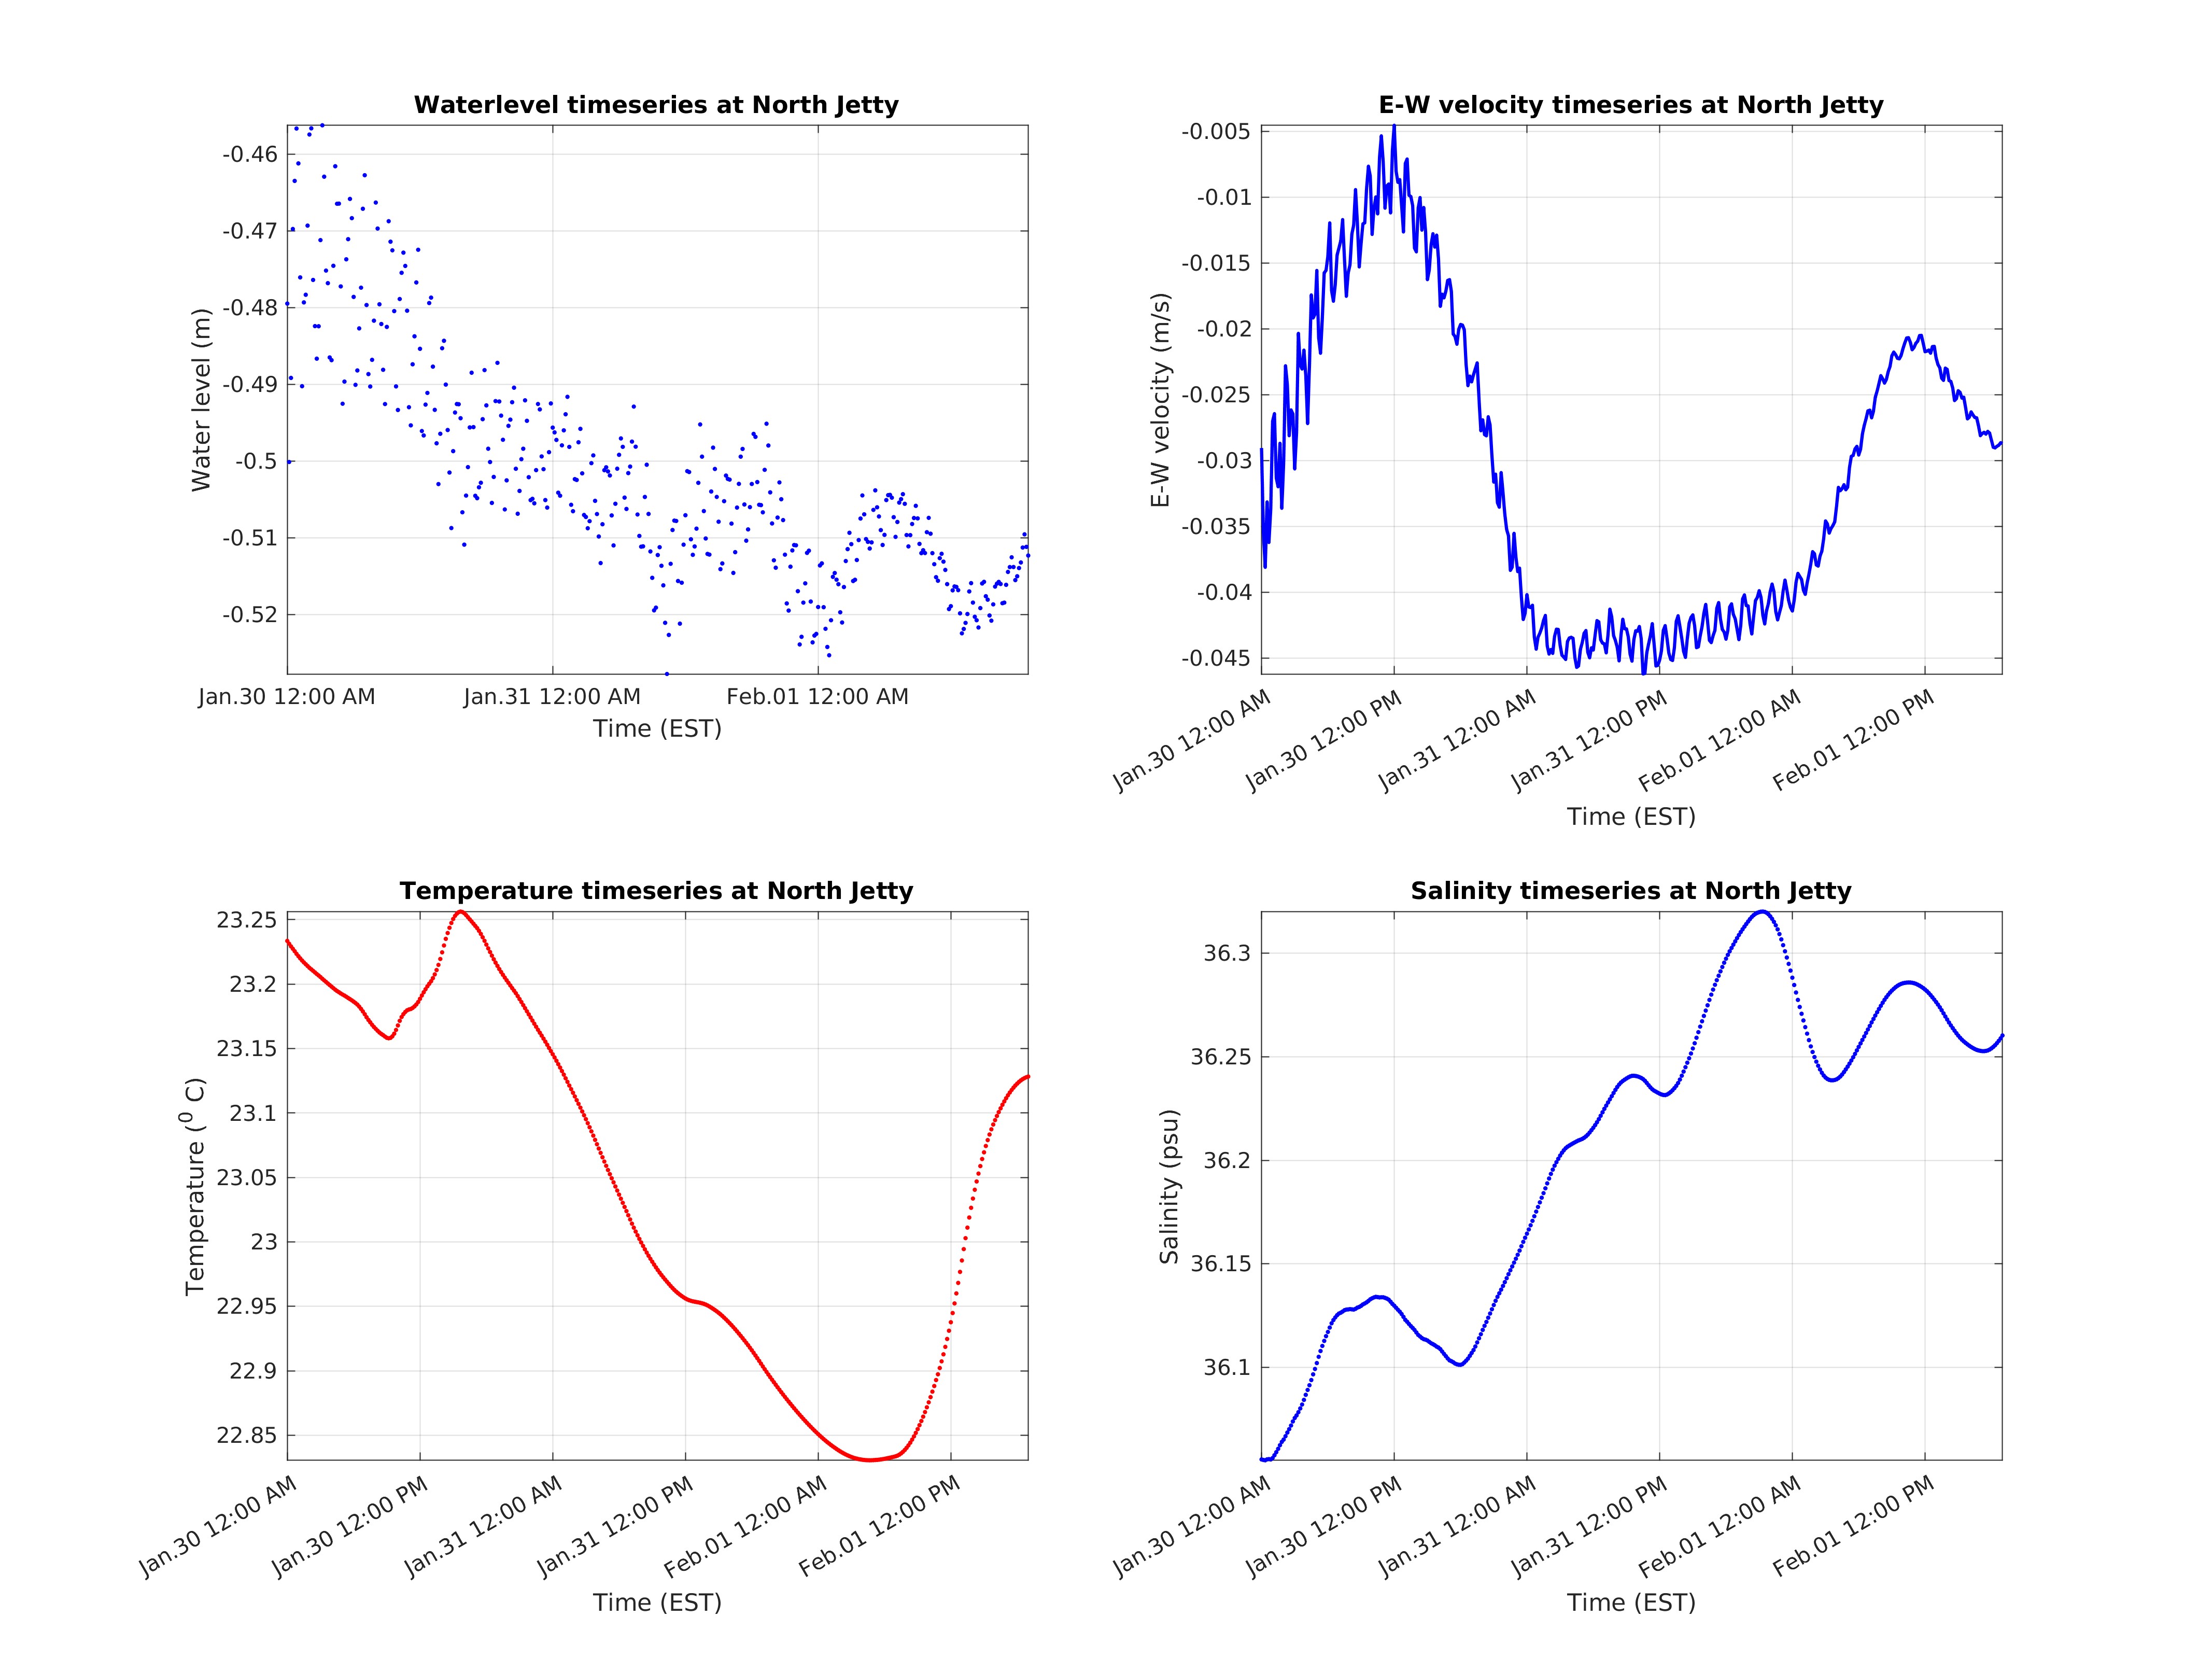 Waterlevel timeseries at North Jetty
Water level (m)
-0.46
-0.47
-0.48
-0.49
-0.5
-0.51
-0.52
Jan.30 12:00 AM
Jan.31 12:00 AM
Feb.01 12:00 AM
Time (EST)
E-W velocity timeseries at North Jetty
E-W velocity (m/s)
-0.005
-0.01
-0.015
-0.02
-0.025
-0.03
-0.035
-0.04
-0.045
Jan.30 12:00 AM
Jan.30 12:00 PM
Jan.31 12:00 AM
Jan.31 12:00 PM
Feb.01 12:00 AM
Feb.01 12:00 PM
Time (EST)
Temperature timeseries at North Jetty
Temperature (⁰ C)
23.25
23.2
23.15
23.1
23.05
23
22.95
22.9
22.85
Jan.30 12:00 AM
Jan.30 12:00 PM
Jan.31 12:00 AM
Jan.31 12:00 PM
Feb.01 12:00 AM
Feb.01 12:00 PM
Time (EST)
Salinity timeseries at North Jetty
Salinity (psu)
36.3
36.25
36.2
36.15
36.1
Jan.30 12:00 AM
Jan.30 12:00 PM
Jan.31 12:00 AM
Jan.31 12:00 PM
Feb.01 12:00 AM
Feb.01 12:00 PM
Time (EST)